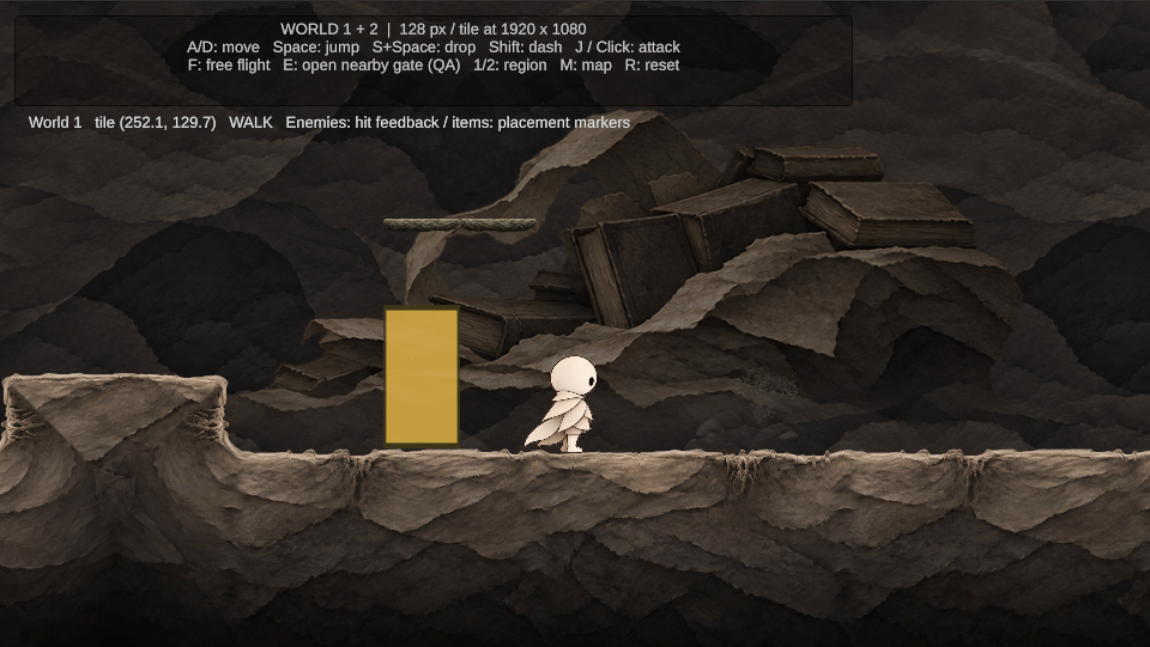 WORLD 1 + 2 | 128 px / tile at 1920 x 1080
A/D: move Space: jump S+Space: drop Shift: dash J / Click: attack
F: free flight E: open nearby gate (QA) 1/2: region M: map R: reset
World 1 tile (252.1, 129.7) WALK Enemies: hit feedback / items: placement markers